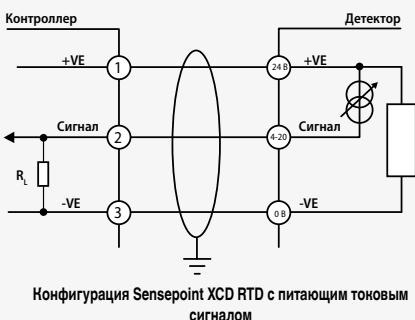 Контроллер
Детектор
+VE
1
24 В
+VE
Сигнал
2
4-20
Сигнал
RL
-VE
3
0 В
-VE
Конфигурация Sensepoint XCD RTD с питающим токовым
сигналом